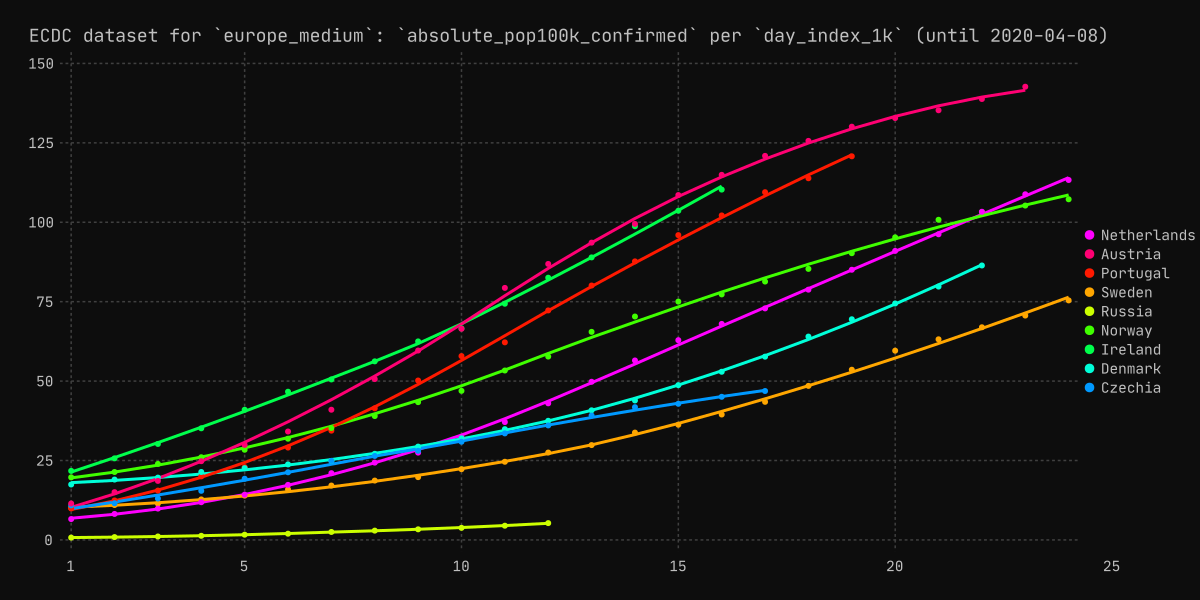 ECDC dataset for `europe_medium`: `absolute_pop100k_confirmed` per `day_index_1k` (until 2020-04-08)
150
125
100
75
50
25
0
1 5 10 15 20 25
Netherlands
Austria
Portugal
Sweden
Russia
Norway
Ireland
Denmark
Czechia